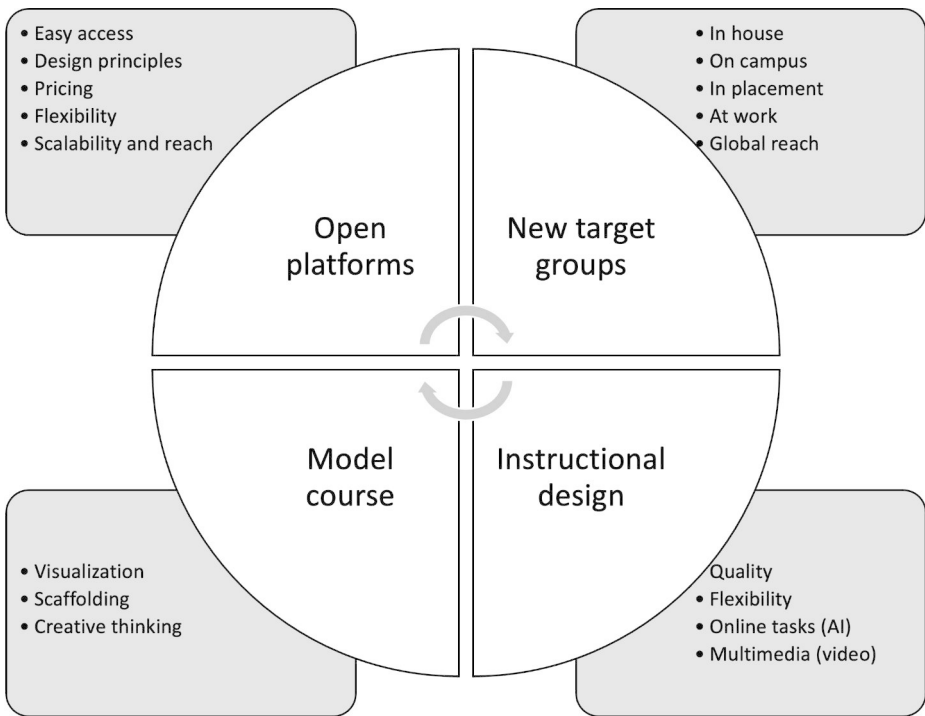 • Easy access
• Design principles
• Pricing
• Flexibility
• Scalability and reach
• In house
• On campus
• In placement
• At work
• Global reach
Open
platforms
New target
groups
Model
course
Instructional
design
• Visualization
• Scaffolding
• Creative thinking
Quality
• Flexibility
• Online tasks (AI)
• Multimedia (video)